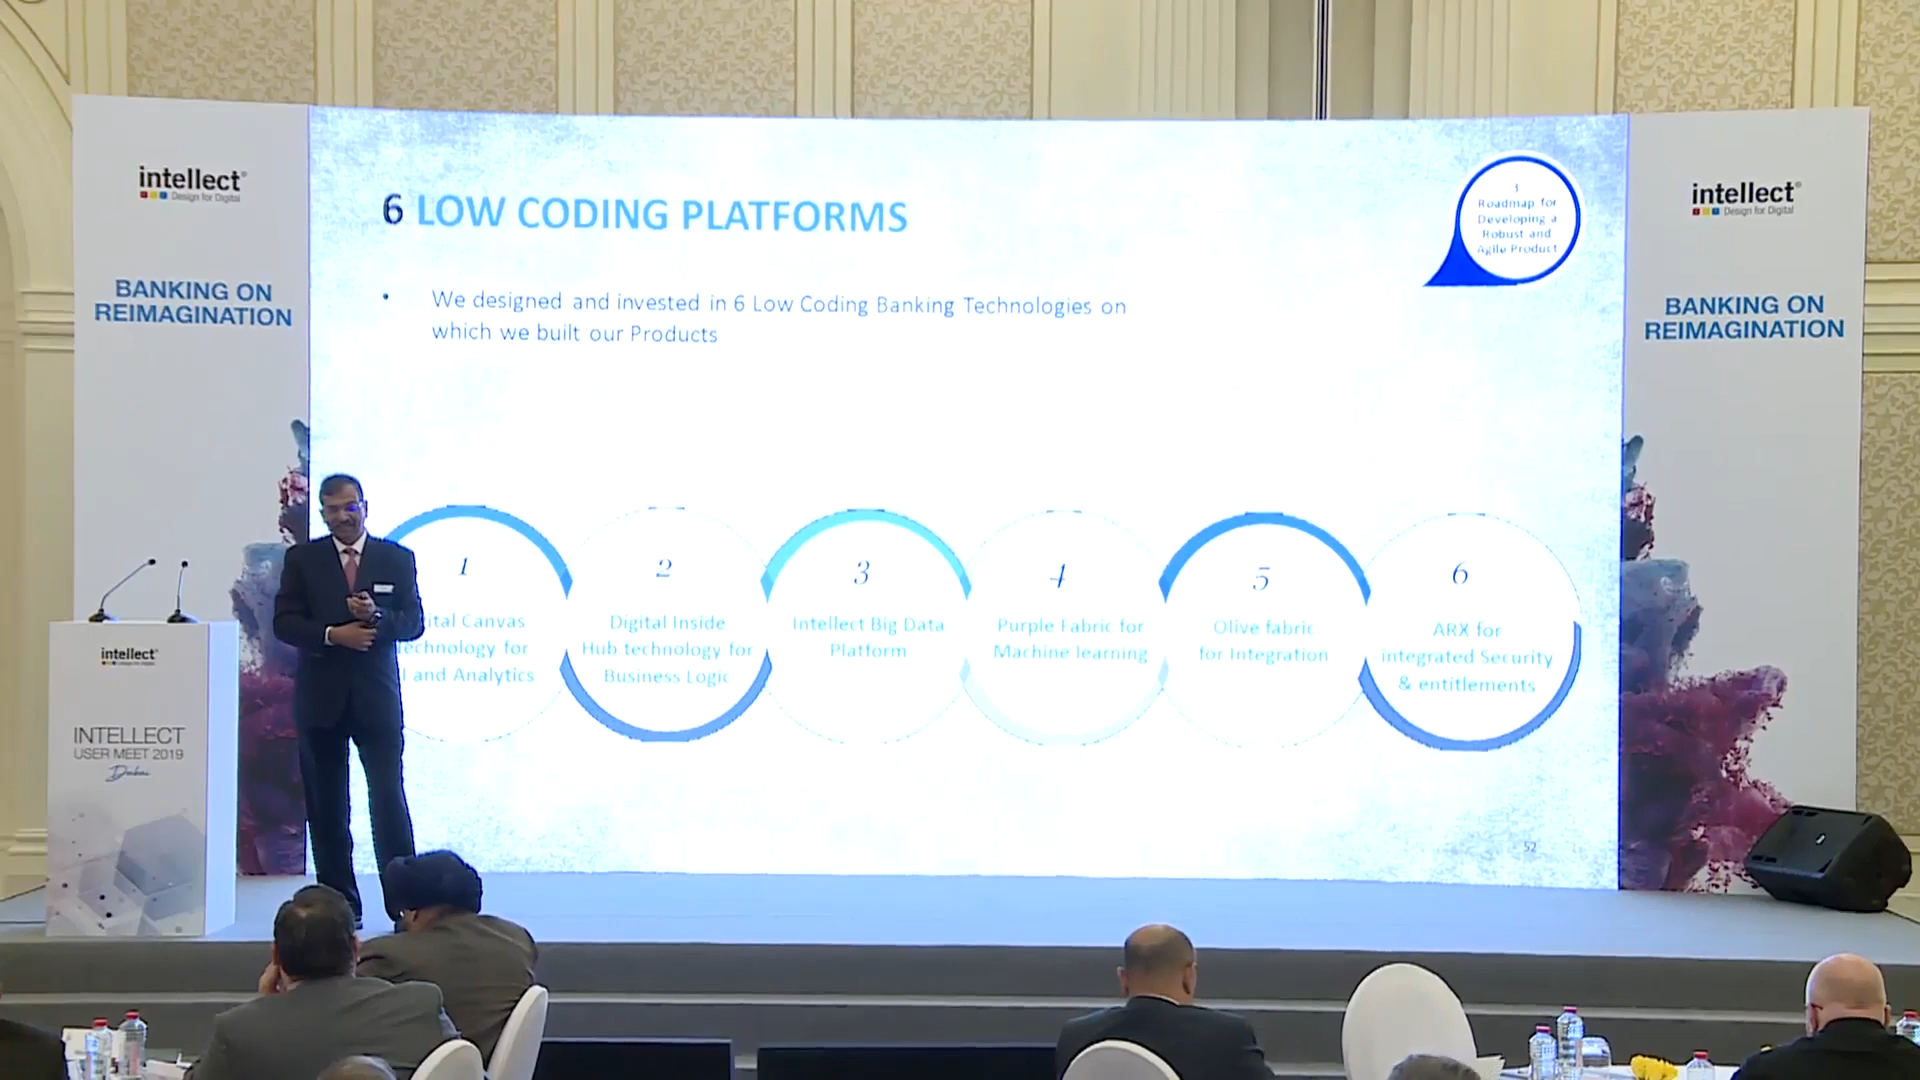 intellect®
Design for Digital
BANKING ON
REIMAGINATION
6 LOW CODING PLATFORMS
• We designed and invested in 6 Low Coding Banking Technologies on
which we built our Products
3
Roadmap for
Developing a
Robust and
Agile Product
1
ital Canvas
echnology for
and Analytics
2
Digital Inside
Hub technology for
Business Logic
3
Intellect Big Data
Platform
4
Purple Fabric for
Machine learning
5
Olive fabric
for Integration
6
ARX for
integrated Security
& entitlements
52
intellect®
Design for Digital
BANKING ON
REIMAGINATION
intellect®
INTELLECT
USER MEET 2019
Dubai